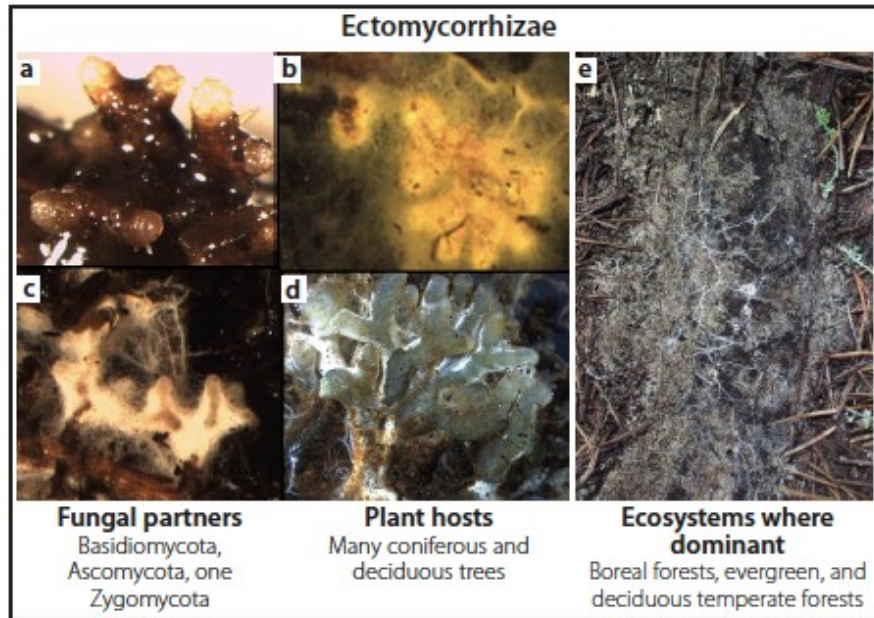 Ectomycorrhizae
a
b
e
c
d
Fungal partners
Basidiomycota,
Ascomycota, one
Zygomycota
Plant hosts
Many coniferous and
deciduous trees
Ecosystems where
dominant
Boreal forests, evergreen, and
deciduous temperate forests